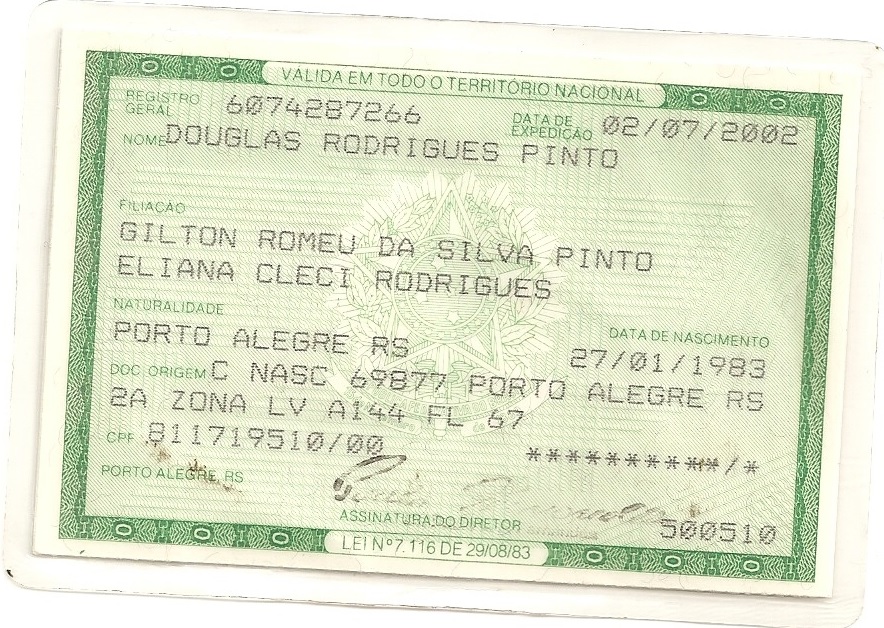 VÁLIDA EM TODO O TERRITÓRIO NACIONAL
REGISTRO GERAL 6074287266 DATA DE EXPEDIÇÃO 02/07/2002
NOME DOUGLAS RODRIGUES PINTO
FILIAÇÃO
GILTON ROMEU DA SILVA PINTO
ELIANA CLECI RODRIGUES
NATURALIDADE DATA DE NASCIMENTO
PORTO ALEGRE RS 27/01/1983
DOC ORIGEM C NASC 69877 PORTO ALEGRE RS
2A ZONA LV A144 FL 67
CPF 811719510/00 **********/*
PORTO ALEGRE, RS
ASSINATURA DO DIRETOR 500510
LEI Nº 7.116 DE 29/08/83